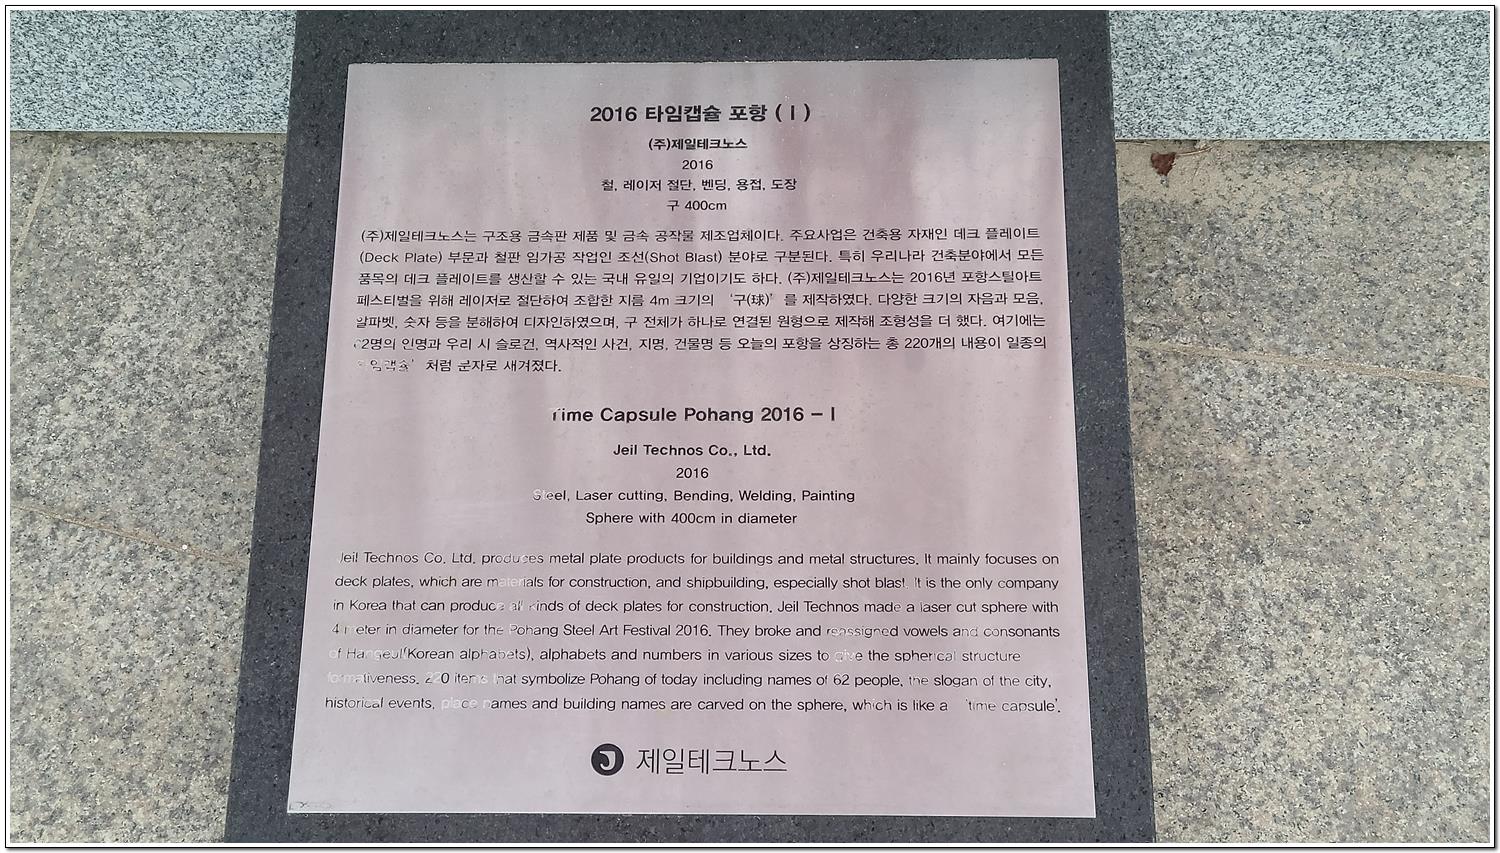 2016 타임캡슐 포항 ( I )
(주)제일테크노스
2016
철, 레이저 절단, 벤딩, 용접, 도장
구 400cm
(주)제일테크노스는 구조용 금속판 제품 및 금속 공작물 제조업체이다. 주요사업은 건축용 자재인 데크 플레이트
(Deck Plate) 부문과 철판 임가공 작업인 조선(Shot Blast) 분야로 구분된다. 특히 우리나라 건축분야에서 모든
품목의 데크 플레이트를 생산할 수 있는 국내 유일의 기업이기도 하다. (주)제일테크노스는 2016년 포항스틸아트
페스티벌을 위해 레이저로 절단하여 조합한 지름 4m 크기의 ‘구(球)’ 를 제작하였다. 다양한 크기의 자음과 모음,
알파벳, 숫자 등을 분해하여 디자인하였으며, 구 전체가 하나로 연결된 원형으로 제작해 조형성을 더 했다. 여기에는
62명의 인명과 우리 시 슬로건, 역사적인 사건, 지명, 건물명 등 오늘의 포항을 상징하는 총 220개의 내용이 일종의
‘타임캡슐’ 처럼 문자로 새겨졌다.
Time Capsule Pohang 2016 – I
Jeil Technos Co., Ltd.
2016
Steel, Laser cutting, Bending, Welding, Painting
Sphere with 400cm in diameter
Jeil Technos Co. Ltd. produces metal plate products for buildings and metal structures. It mainly focuses on
deck plates, which are materials for construction, and shipbuilding, especially shot blast. It is the only company
in Korea that can produce all kinds of deck plates for construction. Jeil Technos made a laser cut sphere with
4 meter in diameter for the Pohang Steel Art Festival 2016. They broke and reassigned vowels and consonants
of Hangeul(Korean alphabets), alphabets and numbers in various sizes to give the spherical structure
formativeness. 220 items that symbolize Pohang of today including names of 62 people, the slogan of the city,
historical events, place names and building names are carved on the sphere, which is like a ‘time capsule’.
제일테크노스